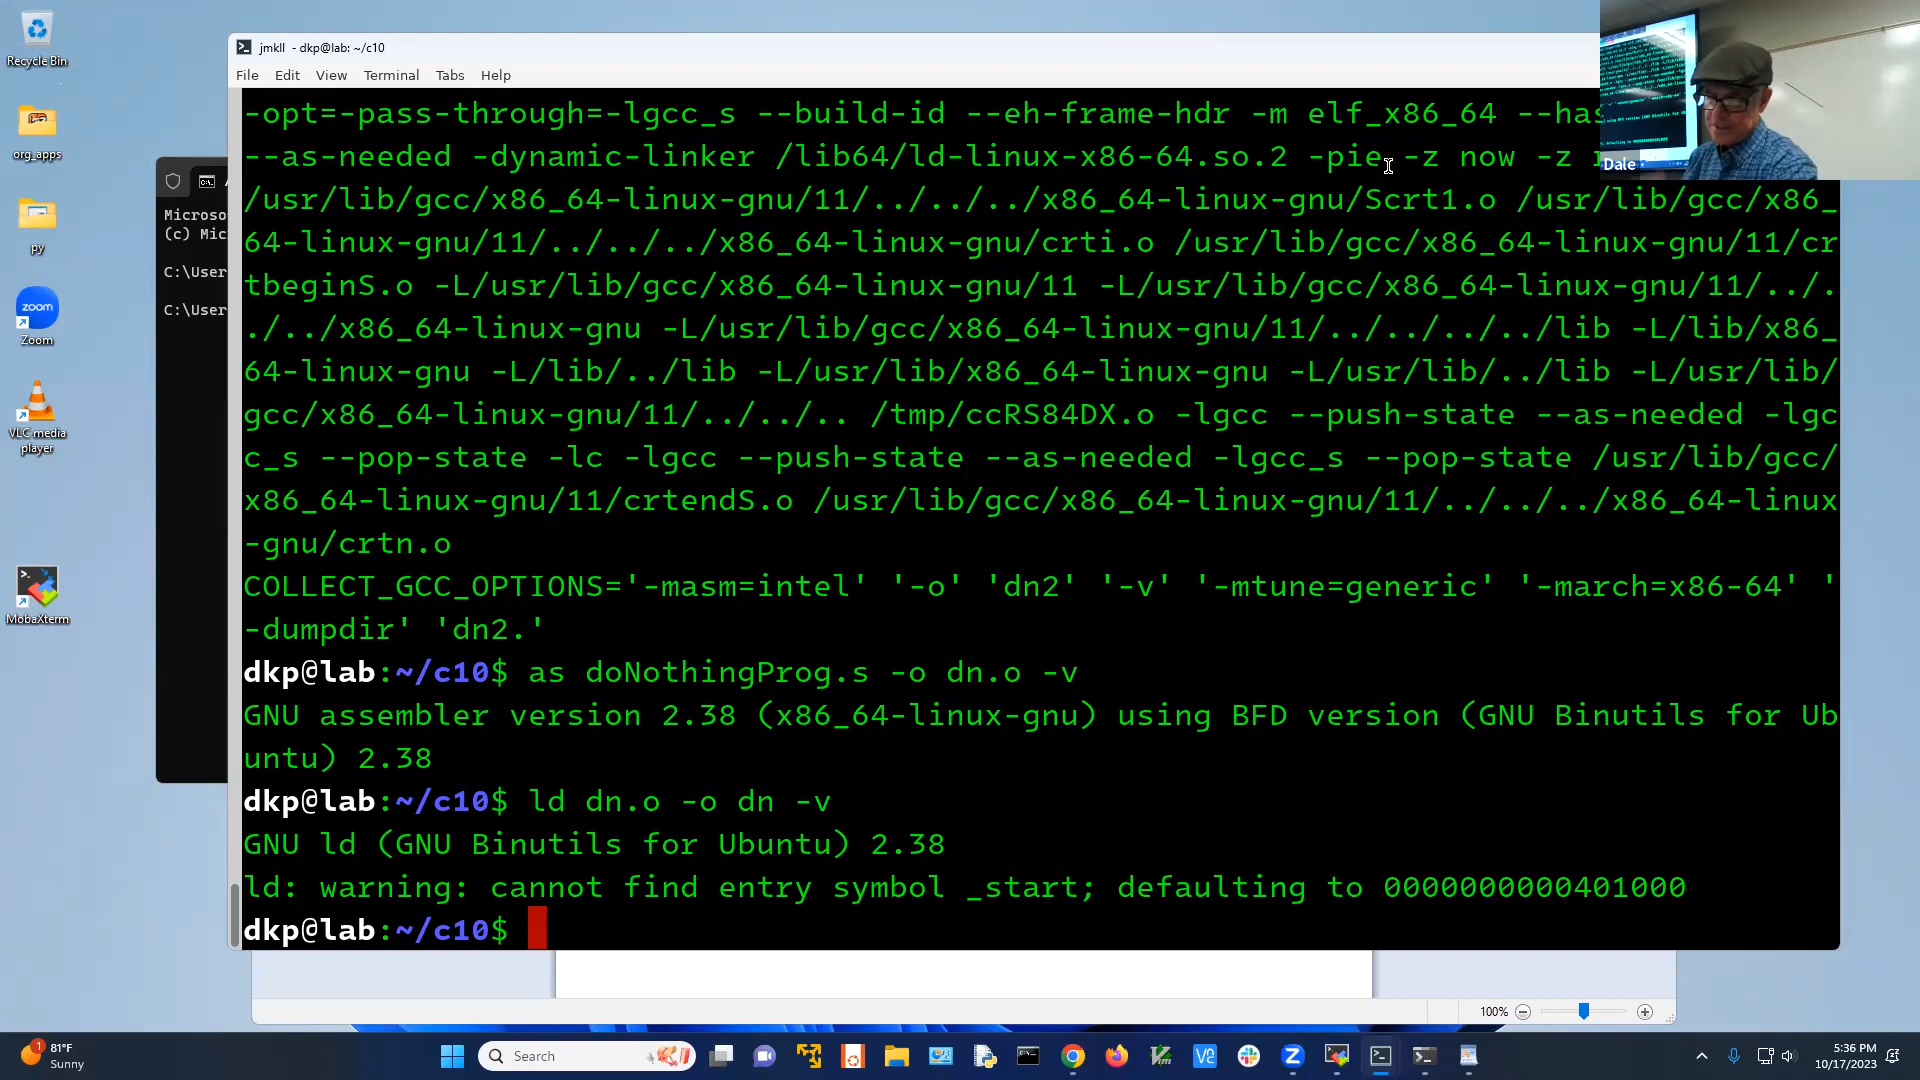 Recycle Bin
org_apps
py
zoom
Zoom
VLC media
player
MobaXterm
Microso
(c) Mic
C:\User
C:\User
jmkll - dkp@lab: ~/c10
File Edit View Terminal Tabs Help
-opt=-pass-through=-lgcc_s --build-id --eh-frame-hdr -m elf_x86_64 --has
--as-needed -dynamic-linker /lib64/ld-linux-x86-64.so.2 -pie -z now -z
/usr/lib/gcc/x86_64-linux-gnu/11/../../../x86_64-linux-gnu/Scrt1.o /usr/lib/gcc/x86_
64-linux-gnu/11/../../../x86_64-linux-gnu/crti.o /usr/lib/gcc/x86_64-linux-gnu/11/cr
tbeginS.o -L/usr/lib/gcc/x86_64-linux-gnu/11 -L/usr/lib/gcc/x86_64-linux-gnu/11/../.
./../x86_64-linux-gnu -L/usr/lib/gcc/x86_64-linux-gnu/11/../../../../lib -L/lib/x86_
64-linux-gnu -L/lib/../lib -L/usr/lib/x86_64-linux-gnu -L/usr/lib/../lib -L/usr/lib/
gcc/x86_64-linux-gnu/11/../../.. /tmp/ccRS84DX.o -lgcc --push-state --as-needed -lgc
c_s --pop-state -lc -lgcc --push-state --as-needed -lgcc_s --pop-state /usr/lib/gcc/
x86_64-linux-gnu/11/crtendS.o /usr/lib/gcc/x86_64-linux-gnu/11/../../../x86_64-linux
-gnu/crtn.o
COLLECT_GCC_OPTIONS='-masm=intel' '-o' 'dn2' '-v' '-mtune=generic' '-march=x86-64' '
-dumpdir' 'dn2.'
dkp@lab:~/c10$ as doNothingProg.s -o dn.o -v
GNU assembler version 2.38 (x86_64-linux-gnu) using BFD version (GNU Binutils for Ub
untu) 2.38
dkp@lab:~/c10$ ld dn.o -o dn -v
GNU ld (GNU Binutils for Ubuntu) 2.38
ld: warning: cannot find entry symbol _start; defaulting to 0000000000401000
dkp@lab:~/c10$
Dale
100%
1
81°F
Sunny
Search
5:36 PM
10/17/2023